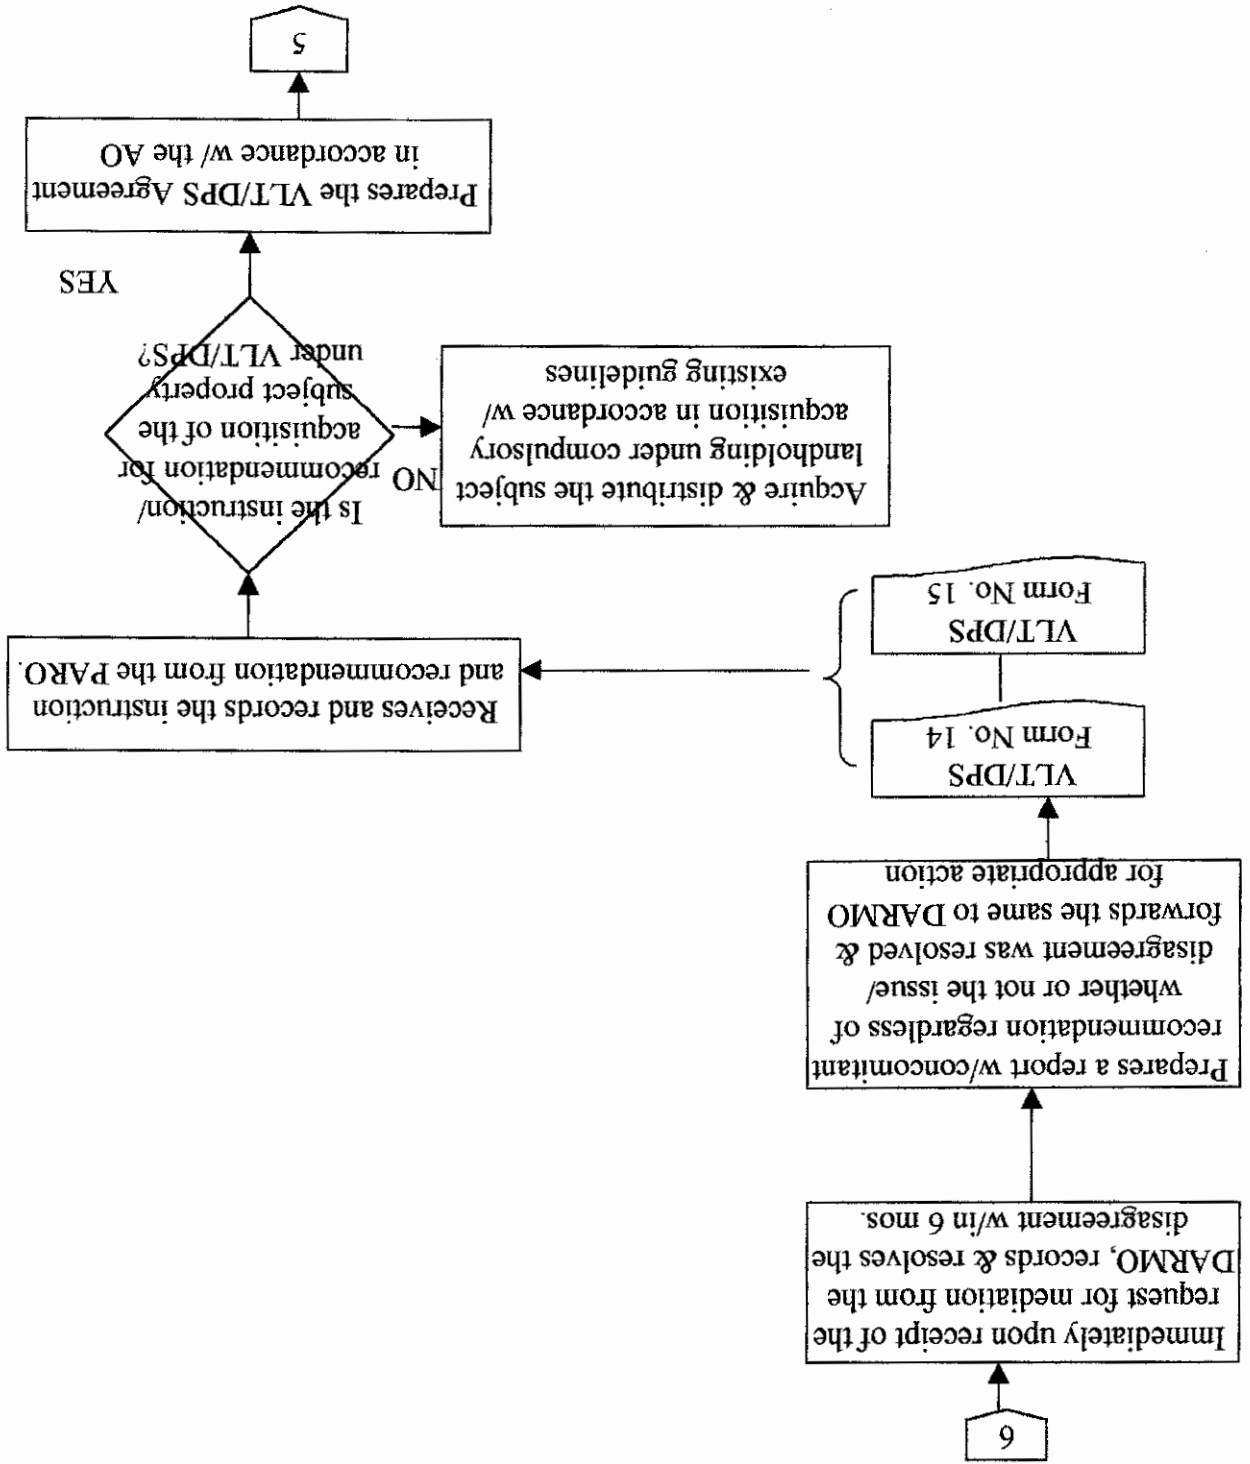 6
Immediately upon receipt of the
request for mediation from the
DARMO, records & resolves the
disagreement w/in 6 mos.
Prepares a report w/concomitant
recommendation regardless of
whether or not the issue/
disagreement was resolved &
forwards the same to DARMO
for appropriate action
VLT/DPS
Form No. 14
VLT/DPS
Form No. 15
Receives and records the instruction
and recommendation from the PARO.
Is the instruction/
recommendation for
acquisition of the
subject property
under VLT/DPS?
NO
Acquire & distribute the subject
landholding under compulsory
acquisition in accordance w/
existing guidelines
YES
Prepares the VLT/DPS Agreement
in accordance w/ the AO
5